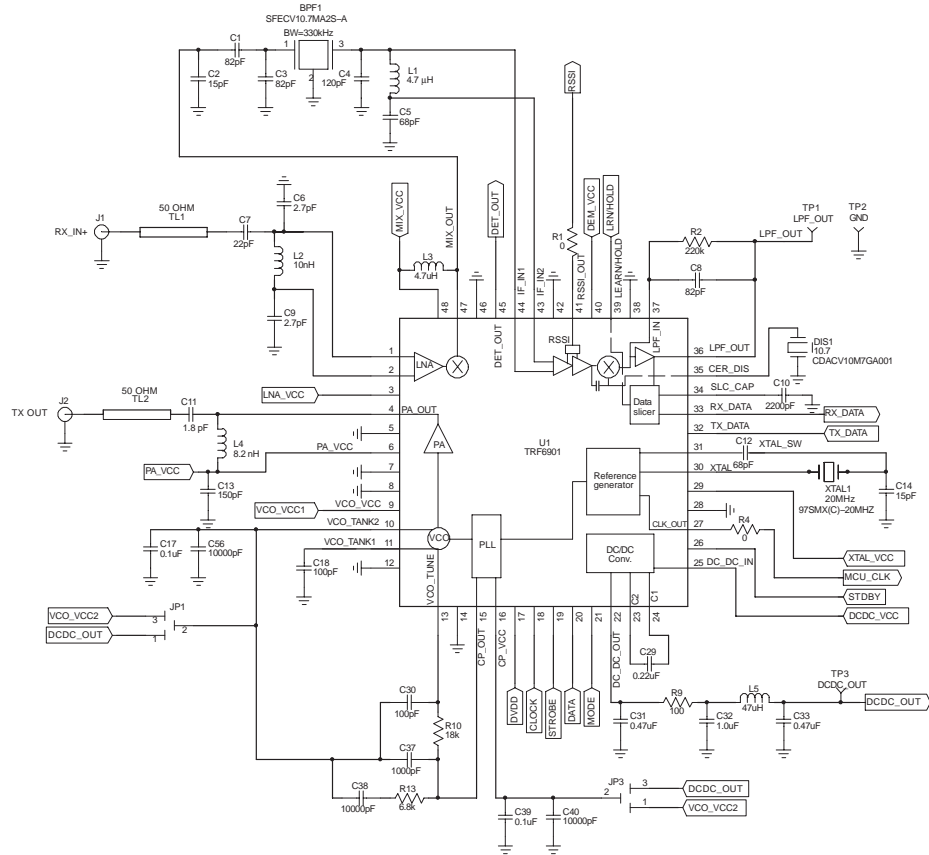 BPF1
SFECV10.7MA2S–A
BW=330kHz
C1
82pF
1
3
2
C2
15pF
C3
82pF
C4
120pF
L1
4.7 μH
C5
68pF
RSSI
C6
2.7pF
J1
RX_IN+
50 OHM
TL1
C7
22pF
L2
10nH
C9
2.7pF
MIX_VCC
MIX_OUT
DET_OUT
L3
4.7uH
IF_IN1
IF_IN2
R1
0
RSSI_OUT
DEM_VCC
LRN/HOLD
LEARN/HOLD
R2
220k
C8
82pF
LPF_OUT
TP1
LPF_OUT
TP2
GND
48
47
46
45
44
43
42
41
40
39
38
37
DET_OUT
RSSI
LPF_IN
1
2
3
4
5
6
7
8
9
10
11
12
LNA
LNA_VCC
PA_OUT
PA
J2
TX OUT
50 OHM
TL2
C11
1.8 pF
L4
8.2 nH
PA_VCC
PA_VCC
C13
150pF
VCO_VCC1
VCO_VCC
VCO_TANK2
VCO_TANK1
C17
0.1uF
C56
10000pF
C18
100pF
VCO
VCO_TUNE
PLL
U1
TRF6901
Data
slicer
Reference
generator
DC/DC
Conv.
C2
C1
36
LPF_OUT
35
CER_DIS
34
SLC_CAP
33
RX_DATA
32
TX_DATA
31
XTAL_SW
30
XTAL
29
28
27
CLK_OUT
26
25
DC_DC_IN
DIS1
10.7
CDACV10M7GA001
C10
2200pF
RX_DATA
TX_DATA
C12
68pF
XTAL1
20MHz
97SMX(C)–20MHZ
C14
15pF
R4
0
XTAL_VCC
MCU_CLK
STDBY
DCDC_VCC
13
14
15
16
17
18
19
20
21
22
23
24
CP_OUT
CP_VCC
DVDD
CLOCK
STROBE
DATA
MODE
DC_DC_OUT
C29
0.22uF
VCO_VCC2
DCDC_OUT
JP1
3
2
1
C30
100pF
R10
18k
C37
1000pF
C38
10000pF
R13
6.8k
C31
0.47uF
R9
100
C32
1.0uF
L5
47uH
C33
0.47uF
TP3
DCDC_OUT
DCDC_OUT
C39
0.1uF
C40
10000pF
JP3
2
3
1
DCDC_OUT
VCO_VCC2